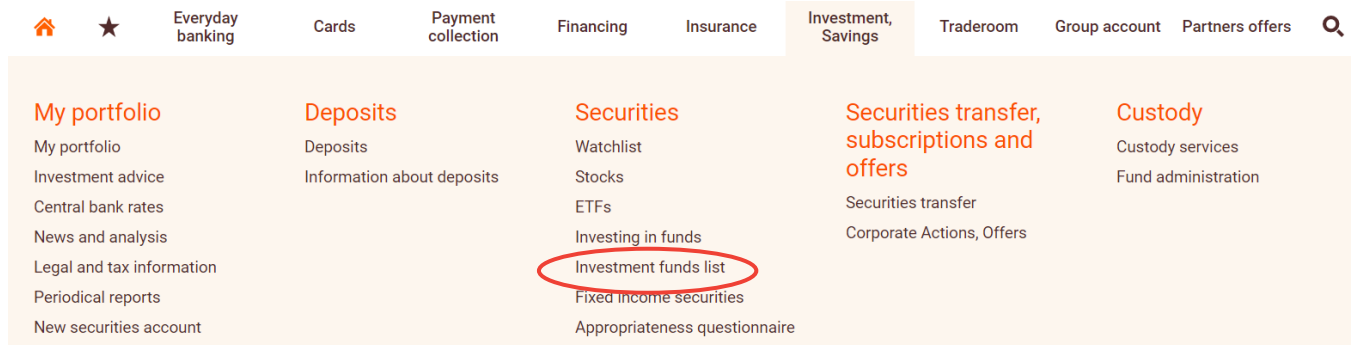 Everyday
banking
Cards
Payment
collection
Financing
Insurance
Investment,
Savings
Traderoom
Group account
Partners offers
My portfolio
My portfolio
Investment advice
Central bank rates
News and analysis
Legal and tax information
Periodical reports
New securities account
Deposits
Deposits
Information about deposits
Securities
Watchlist
Stocks
ETFs
Investing in funds
Investment funds list
Fixed income securities
Appropriateness questionnaire
Securities transfer,
subscriptions and
offers
Securities transfer
Corporate Actions, Offers
Custody
Custody services
Fund administration